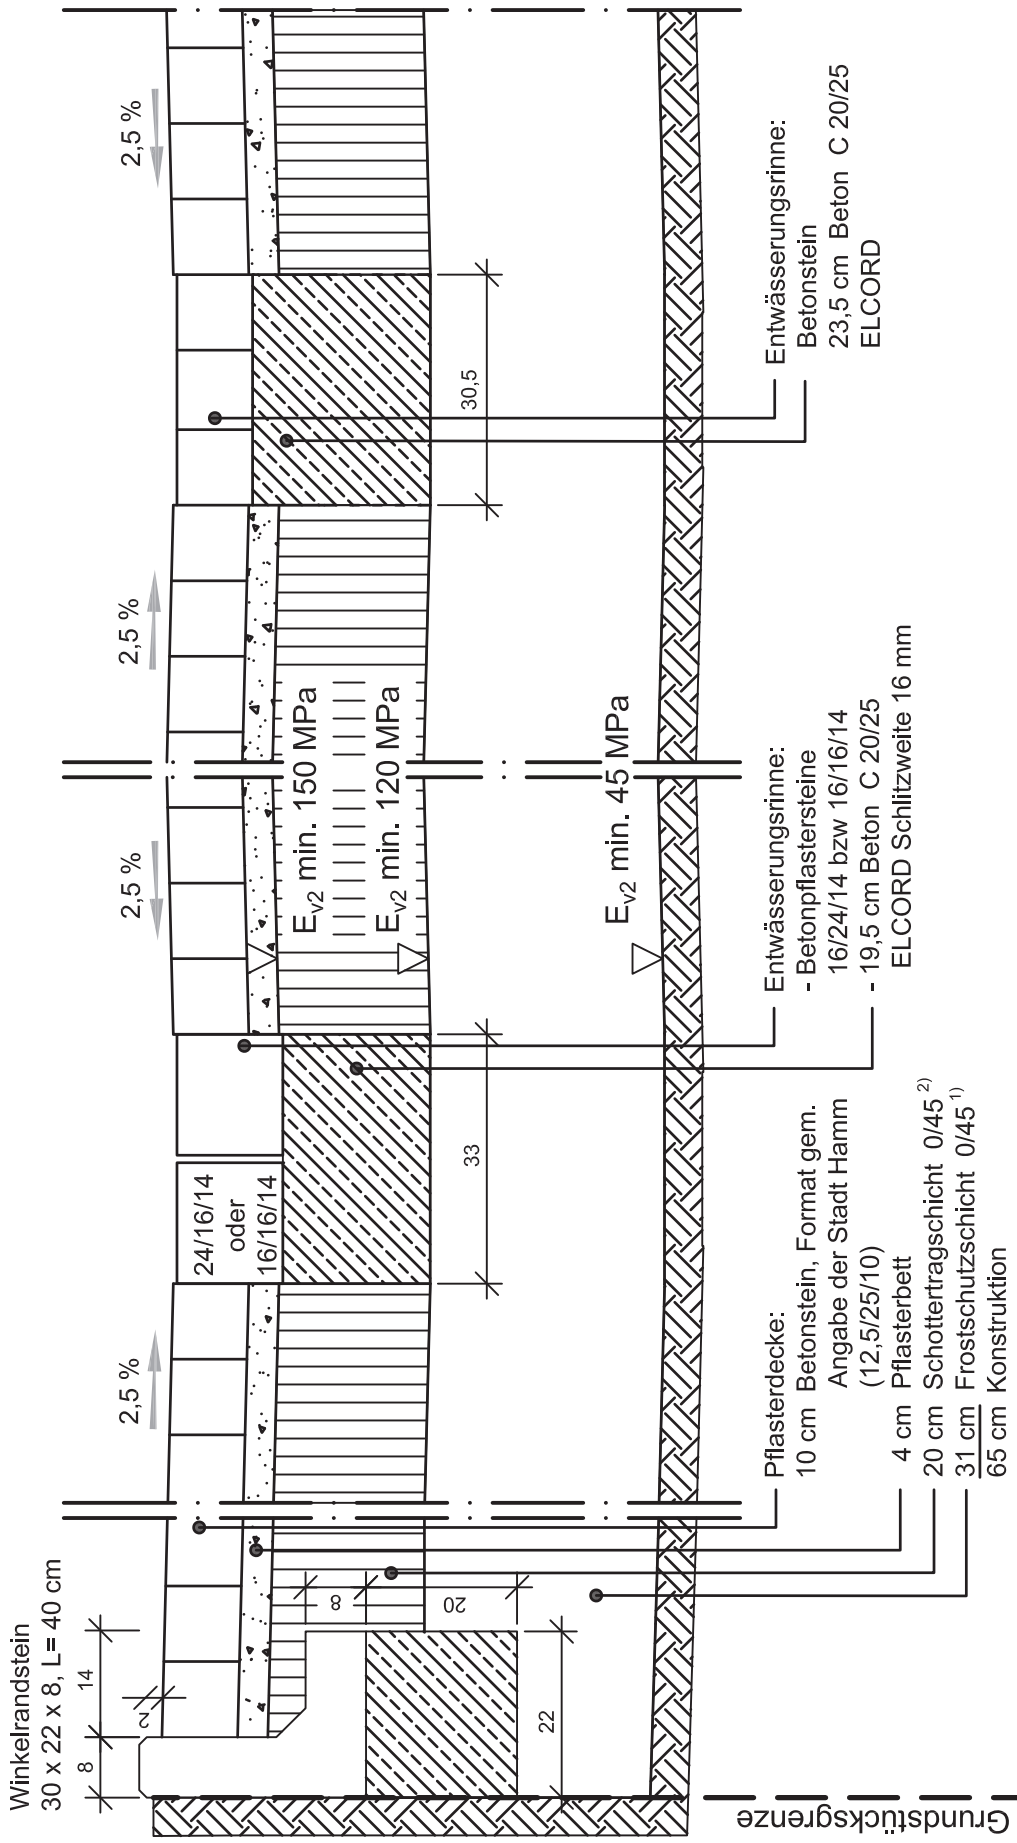 Winkelrandstein
30 x 22 x 8, L= 40 cm
8
14
2
8
20
22
2,5 %
2,5 %
2,5 %
2,5 %
24/16/14
oder
16/16/14
33
30,5
Ev2 min. 150 MPa
Ev2 min. 120 MPa
Ev2 min. 45 MPa
Grundstücksgrenze
Pflasterdecke:
10 cm Betonstein, Format gem.
Angabe der Stadt Hamm
(12,5/25/10)
4 cm Pflasterbett
20 cm Schottertragschicht 0/45 2)
31 cm Frostschutzschicht 0/45 1)
65 cm Konstruktion
Entwässerungsrinne:
- Betonpflastersteine
16/24/14 bzw 16/16/14
- 19,5 cm Beton C 20/25
ELCORD Schlitzweite 16 mm
Entwässerungsrinne:
Betonstein
23,5 cm Beton C 20/25
ELCORD